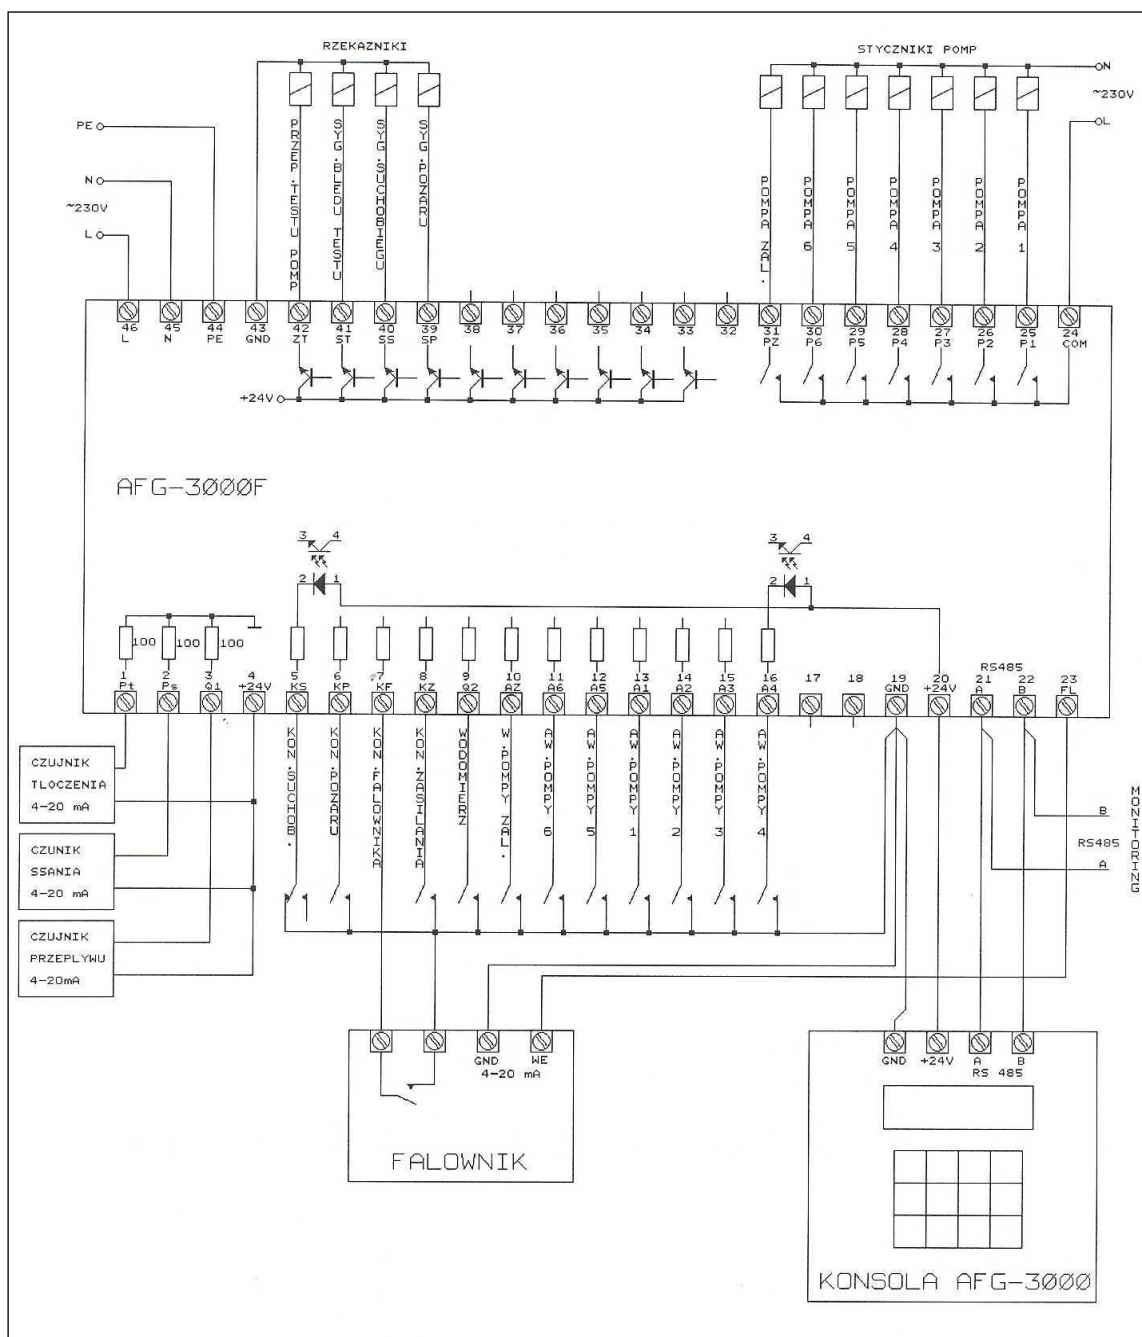 RZEKAZNIKI
STYCZNIKI POMP
N
~230V
L
PE
N
~230V
L
PRZEP.TESTU POMP
SYG.BLEDU TESTU
SYG.SUCHOBIEGU
SYG.POZARU
POMPA ZAL.
POMPA 6
POMPA 5
POMPA 4
POMPA 3
POMPA 2
POMPA 1
46 45 44 43 42 41 40 39 38 37 36 35 34 33 32 31 30 29 28 27 26 25 24
L N PE GND ZT ST SS SP PZ P6 P5 P4 P3 P2 P1 COM
+24V
AFG-3000F
3 4
2 1
3 4
2 1
100 100 100
RS485
1 2 3 4 5 6 7 8 9 10 11 12 13 14 15 16 17 18 19 20 21 22 23
Pt Ps Q1 +24V KS KP KF KZ Q2 AZ A6 A5 A1 A2 A3 A4 GND +24V A B FL
KON.SUCHOB.
KON.POZARU
KON.FALOWNIKA
KON.ZASILANIA
WODOMIERZ
W.POMPY ZAL.
AW.POMPY 6
AW.POMPY 5
AW.POMPY 1
AW.POMPY 2
AW.POMPY 3
AW.POMPY 4
CZUJNIK
TLOCZENIA
4-20 mA
CZUNIK
SSANIA
4-20 mA
CZUJNIK
PRZEPLYWU
4-20mA
B
RS485
A
MONITORING
GND WE
4-20 mA
FALOWNIK
GND +24V A B
RS 485
KONSOLA AFG-3000